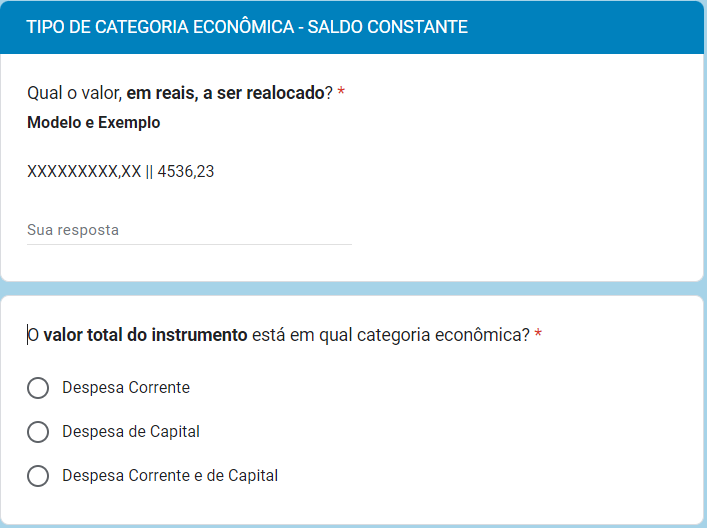 TIPO DE CATEGORIA ECONÔMICA - SALDO CONSTANTE
Qual o valor, em reais, a ser realocado? *
Modelo e Exemplo
XXXXXXXXX,XX || 4536,23
Sua resposta
O valor total do instrumento está em qual categoria econômica? *
Despesa Corrente
Despesa de Capital
Despesa Corrente e de Capital